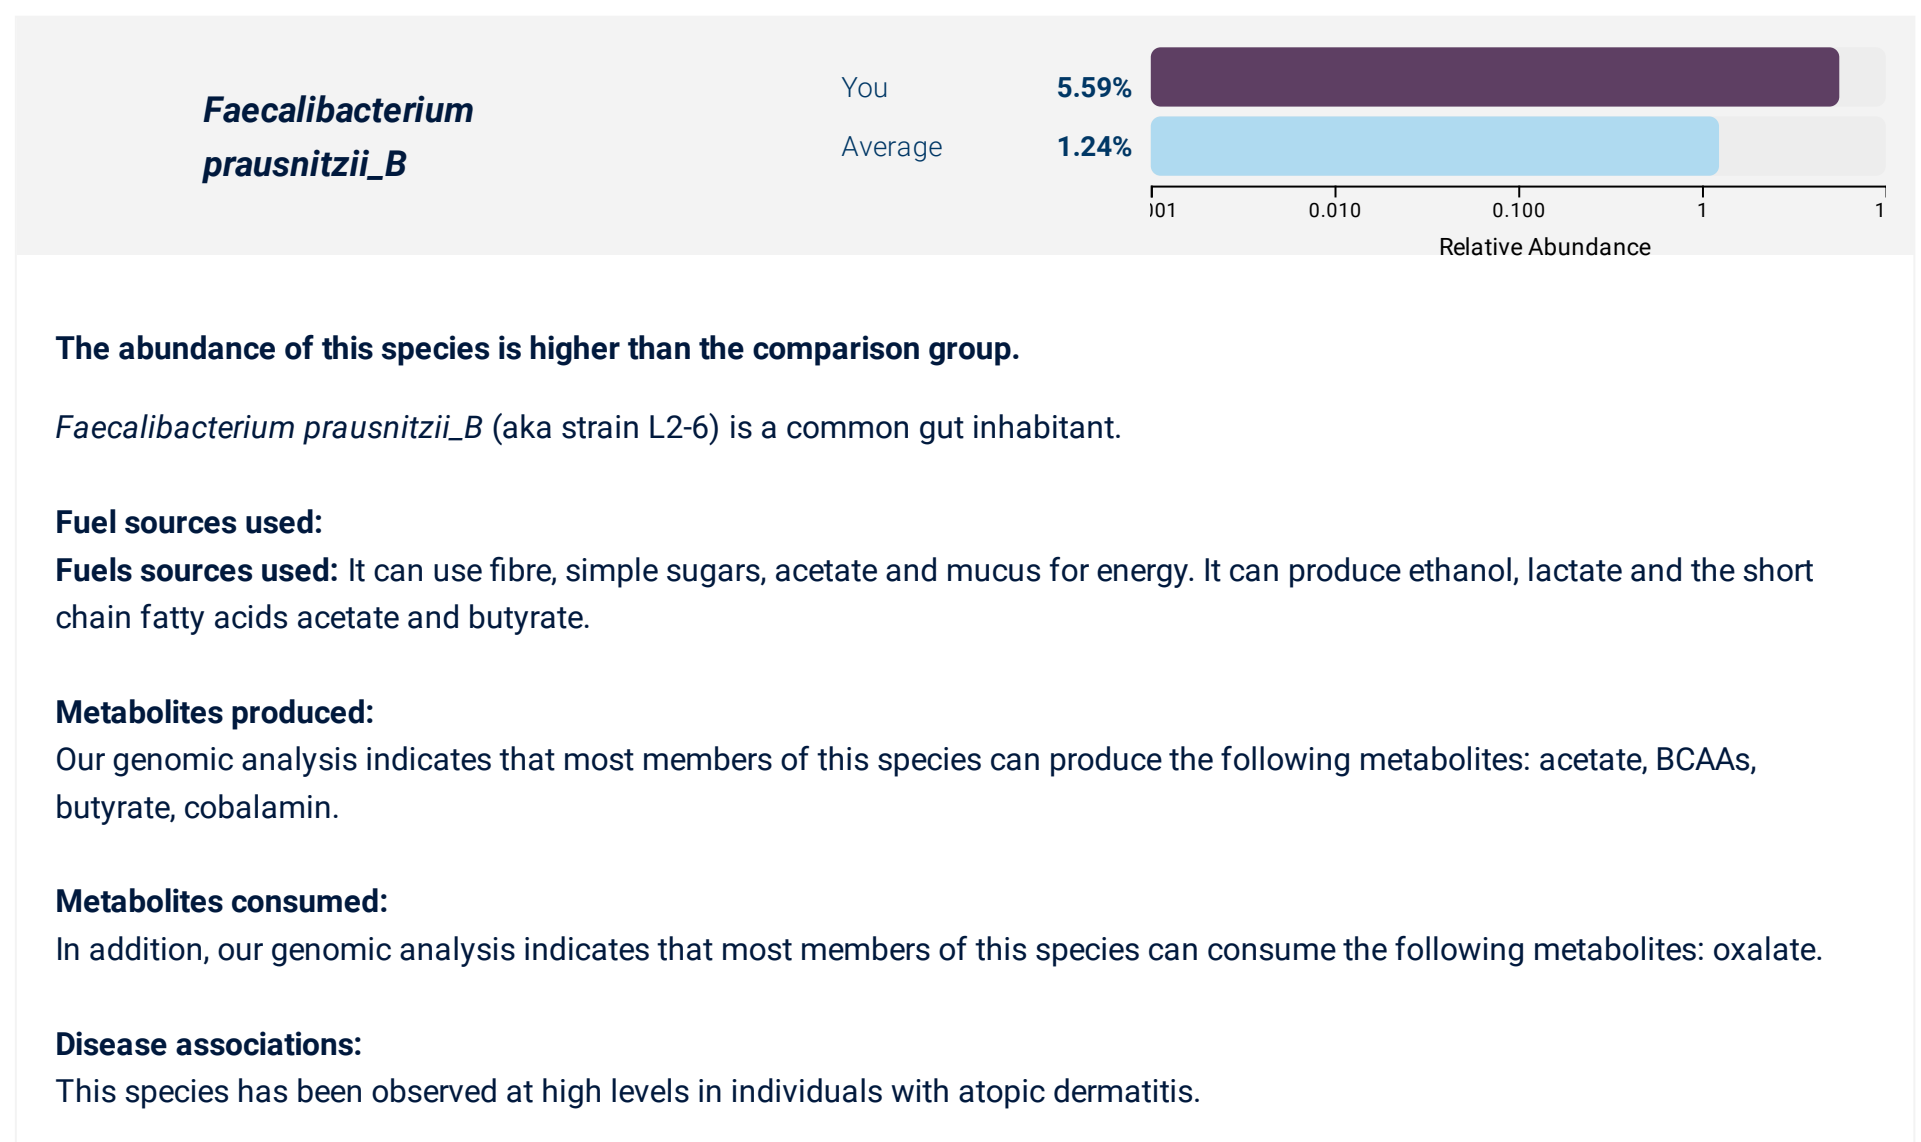 Faecalibacterium
prausnitzii_B
You 5.59%
Average 1.24%
001 0.010 0.100 1 1
Relative Abundance
The abundance of this species is higher than the comparison group.
Faecalibacterium prausnitzii_B (aka strain L2-6) is a common gut inhabitant.
Fuel sources used:
Fuels sources used: It can use fibre, simple sugars, acetate and mucus for energy. It can produce ethanol, lactate and the short
chain fatty acids acetate and butyrate.
Metabolites produced:
Our genomic analysis indicates that most members of this species can produce the following metabolites: acetate, BCAAs,
butyrate, cobalamin.
Metabolites consumed:
In addition, our genomic analysis indicates that most members of this species can consume the following metabolites: oxalate.
Disease associations:
This species has been observed at high levels in individuals with atopic dermatitis.